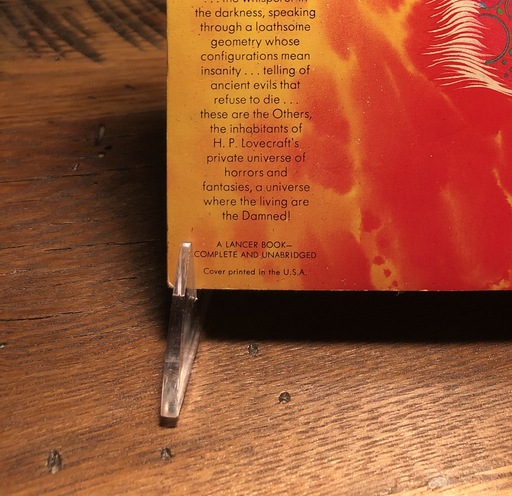 . . . the whisperer in
the darkness, speaking
through a loathsoine
geometry whose
configurations mean
insanity . . . telling of
ancient evils that
refuse to die . . .
these are the Others,
the inhabitants of
H. P. Lovecraft's
private universe of
horrors and
fantasies, a universe
where the living are
the Damned!
A LANCER BOOK—
COMPLETE AND UNABRIDGED
Cover printed in the U.S.A.